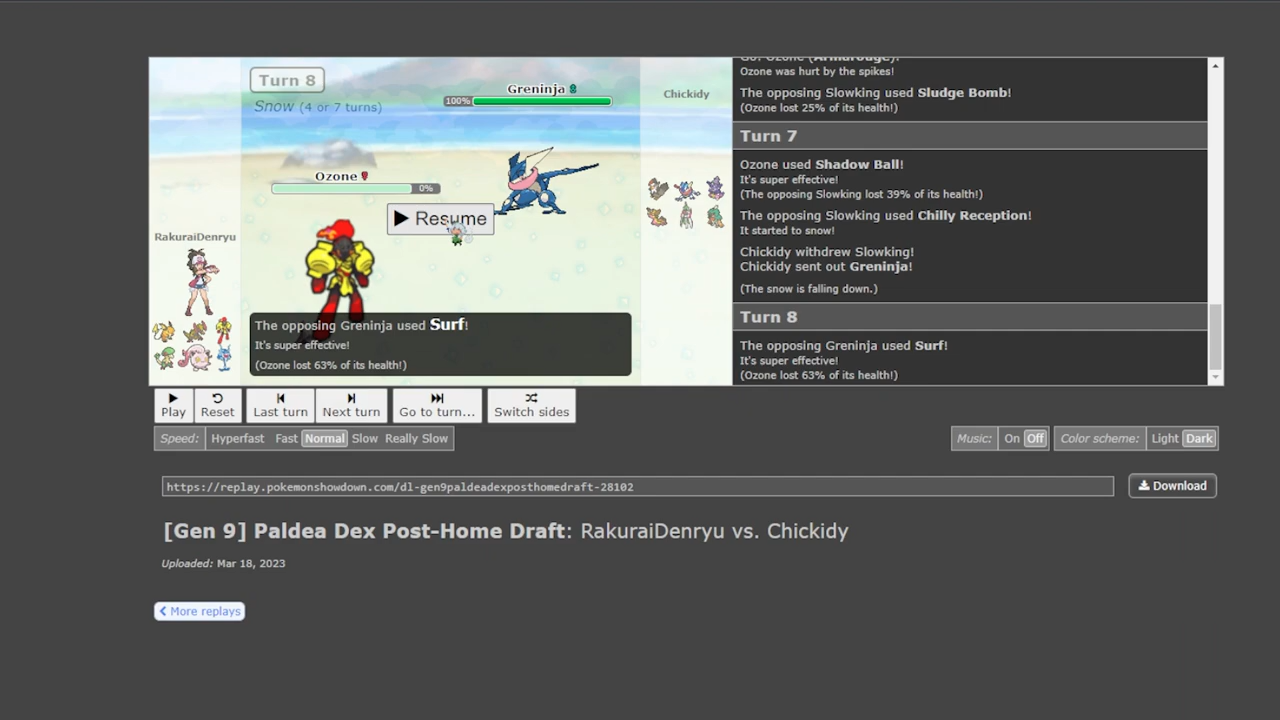 Turn 8
Snow (4 or 7 turns)
Greninja
100%
Ozone
0%
Resume
RakuraiDenryu
Chickidy
The opposing Greninja used Surf!
It's super effective!
(Ozone lost 63% of its health!)
Go! Ozone (Armarouge)!
Ozone was hurt by the spikes!
The opposing Slowking used Sludge Bomb!
(Ozone lost 25% of its health!)
Turn 7
Ozone used Shadow Ball!
It's super effective!
(The opposing Slowking lost 39% of its health!)
The opposing Slowking used Chilly Reception!
It started to snow!
Chickidy withdrew Slowking!
Chickidy sent out Greninja!
(The snow is falling down.)
Turn 8
The opposing Greninja used Surf!
It's super effective!
(Ozone lost 63% of its health!)
Play
Reset
Last turn
Next turn
Go to turn...
Switch sides
Speed: Hyperfast Fast Normal Slow Really Slow
Music: On Off
Color scheme: Light Dark
https://replay.pokemonshowdown.com/dl-gen9paldeadexposthomedraft-28102
Download
[Gen 9] Paldea Dex Post-Home Draft: RakuraiDenryu vs. Chickidy
Uploaded: Mar 18, 2023
More replays